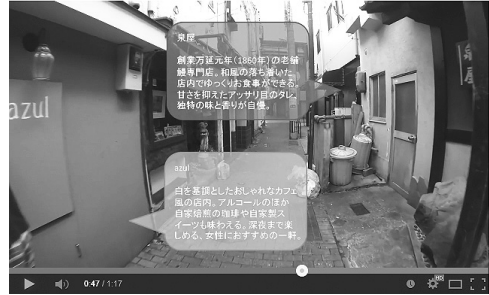 泉屋
創業万延元年(1860年)の老舗
鰻専門店。和風の落ち着いた
店内でゆっくりお食事ができる。
甘さを抑えたアッサリ目のタレ。
独特の味と香りが自慢。
azul
azul
白を基調としたおしゃれなカフェ
風の店内。アルコールのほか
自家焙煎の珈琲や自家製ス
イーツも味わえる。深夜まで楽
しめる、女性におすすめの一軒。
0:47 / 1:17
HD